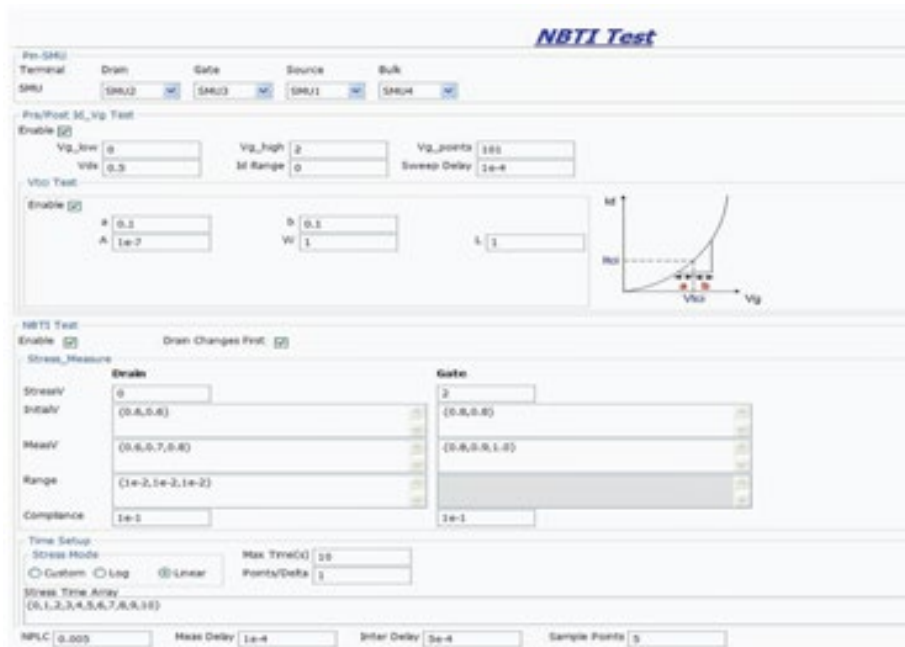 NBTI Test
Pin-SMU
Terminal Drain Gate Source Bulk
SMU SMU2 SMU3 SMU1 SMU4
Pre/Post Id_Vg Test
Enable
Vg_low 0 Vg_high 2 Vg_points 101
Vds 0.5 Id Range 0 Sweep Delay 1e-4
Vtci Test
Enable
a 0.1 b 0.1
A 1e-7 W 1 L 1
Id
a b
Vtci Vg
NBTI Test
Enable Drain Changes First
Stress_Measure
Drain Gate
StressV 0 2
InitialV (0.8,0.8) (0.8,0.8)
MeasV (0.6,0.7,0.8) (0.8,0.9,1.0)
Range (1e-2,1e-2,1e-2)
Compliance 1e-1 1e-1
Time Setup
Stress Mode Max Time(s) 10
Custom Log Linear Points/Delta 1
Stress Time Array
(0,1,2,3,4,5,6,7,8,9,10)
NPLC 0.005 Meas Delay 1e-4 Inter Delay 5e-4 Sample Points 5